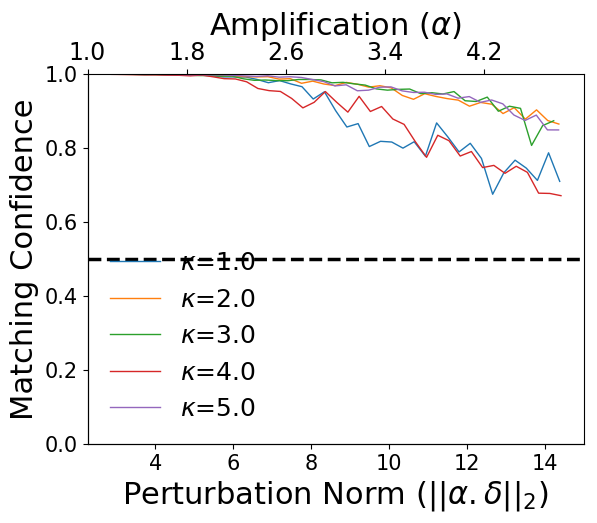 Amplification (α)
1.0 1.8 2.6 3.4 4.2
Matching Confidence
1.0
0.8
0.6
0.4
0.2
0.0
κ=1.0
κ=2.0
κ=3.0
κ=4.0
κ=5.0
4 6 8 10 12 14
Perturbation Norm (||α.δ||₂)